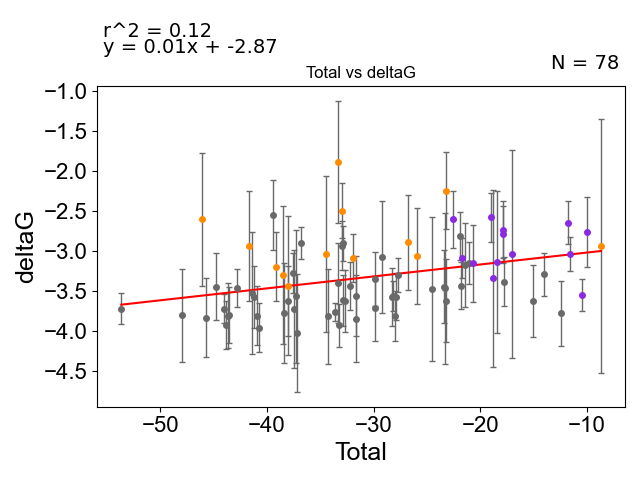 r^2 = 0.12
y = 0.01x + -2.87
N = 78
Total vs deltaG
−1.0
−1.5
−2.0
−2.5
−3.0
−3.5
−4.0
−4.5
deltaG
−50
−40
−30
−20
−10
Total